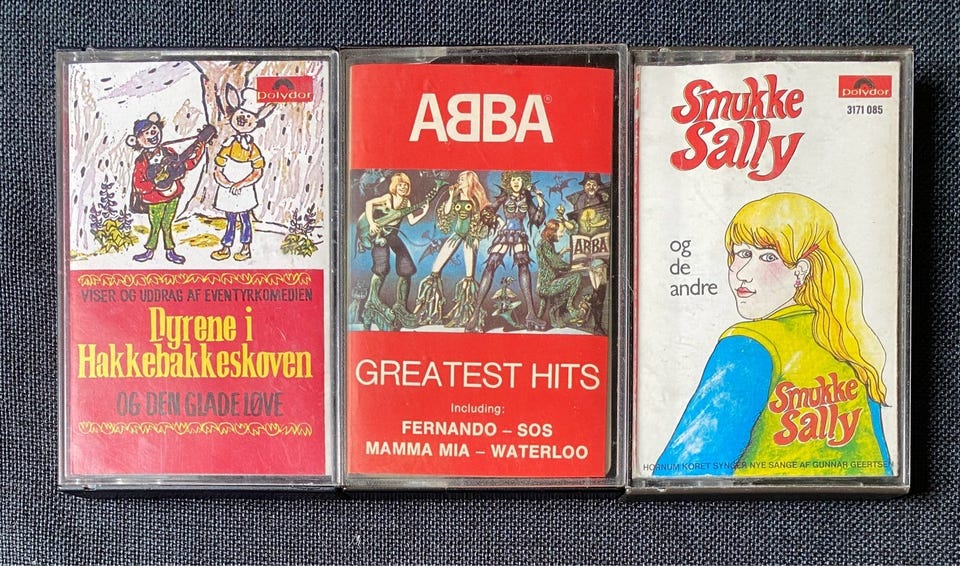 polydor
VISER OG UDDRAG AF EVENTYRKOMEDIEN
Dyrene i
Hakkebakkeskoven
OG DEN GLADE LØVE
ABBA®
ABBA
GREATEST HITS
Including:
FERNANDO – SOS
MAMMA MIA – WATERLOO
Smukke
Sally
polydor
3171 085
og
de
andre
Smukke
Sally
HORNUM KORET SYNGER NYE SANGE AF GUNNAR GEERTSEN